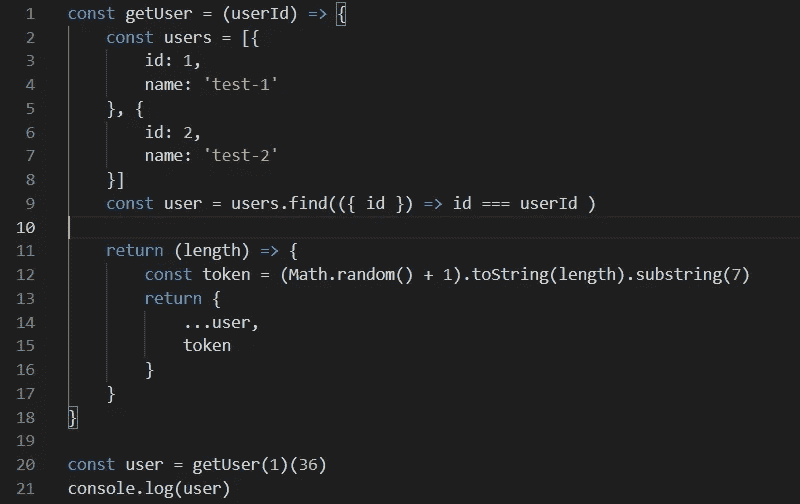 1 const getUser = (userId) => {
2     const users = [{
3         id: 1,
4         name: 'test-1'
5     }, {
6         id: 2,
7         name: 'test-2'
8     }]
9     const user = users.find(({ id }) => id === userId )
10
11     return (length) => {
12         const token = (Math.random() + 1).toString(length).substring(7)
13         return {
14             ...user,
15             token
16         }
17     }
18 }
19
20 const user = getUser(1)(36)
21 console.log(user)